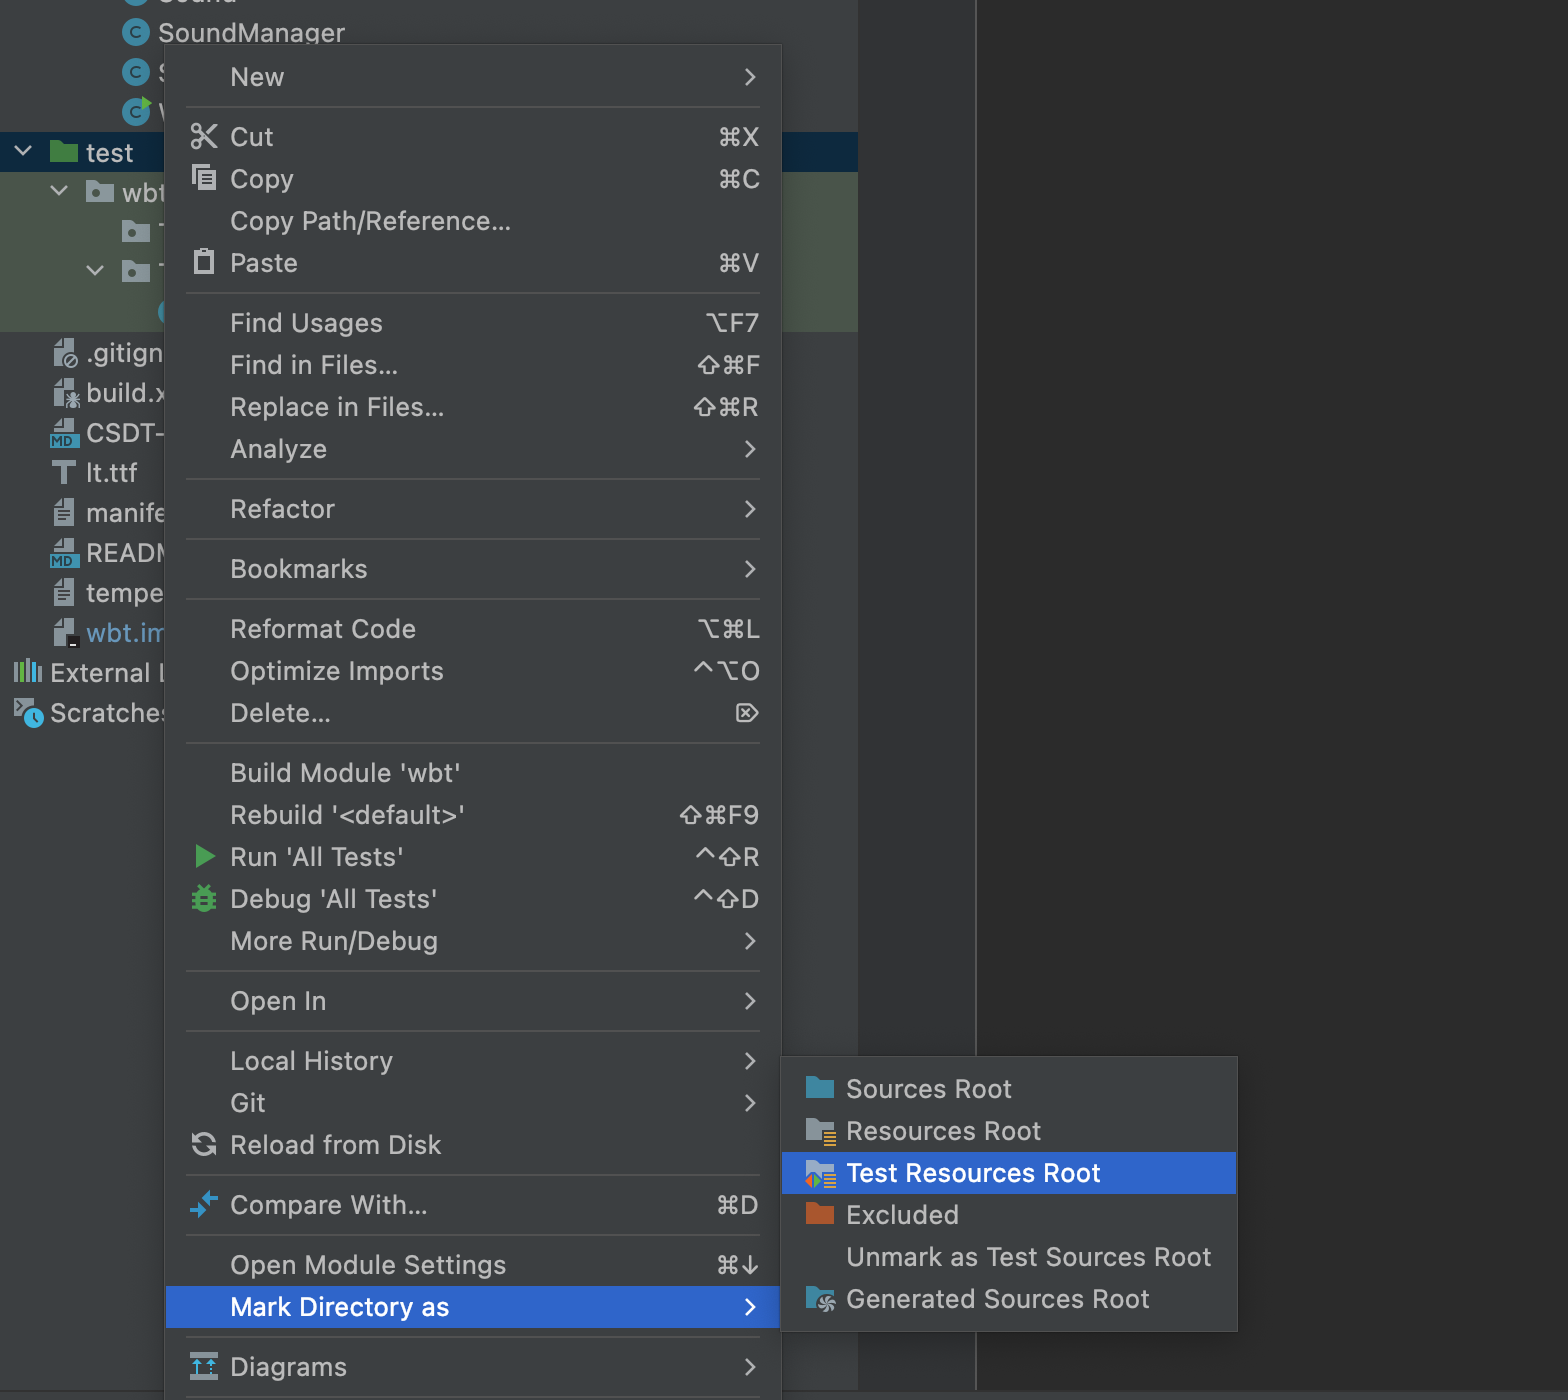 SoundManager
New
Cut ⌘X
test
Copy ⌘C
wbt
Copy Path/Reference...
Paste ⌘V
Find Usages ⌥F7
.gitign
Find in Files... ⇧⌘F
build.x
Replace in Files... ⇧⌘R
MD CSDT-
Analyze
lt.ttf
manife
Refactor
MD READM
Bookmarks
tempe
wbt.im
Reformat Code ⌥⌘L
External L
Optimize Imports ^⌥O
Scratches
Delete... ⌦
Build Module 'wbt'
Rebuild '<default>' ⇧⌘F9
Run 'All Tests' ^⇧R
Debug 'All Tests' ^⇧D
More Run/Debug
Open In
Local History
Git
Reload from Disk
Compare With... ⌘D
Open Module Settings ⌘↓
Mark Directory as
Diagrams
Sources Root
Resources Root
Test Resources Root
Excluded
Unmark as Test Sources Root
Generated Sources Root